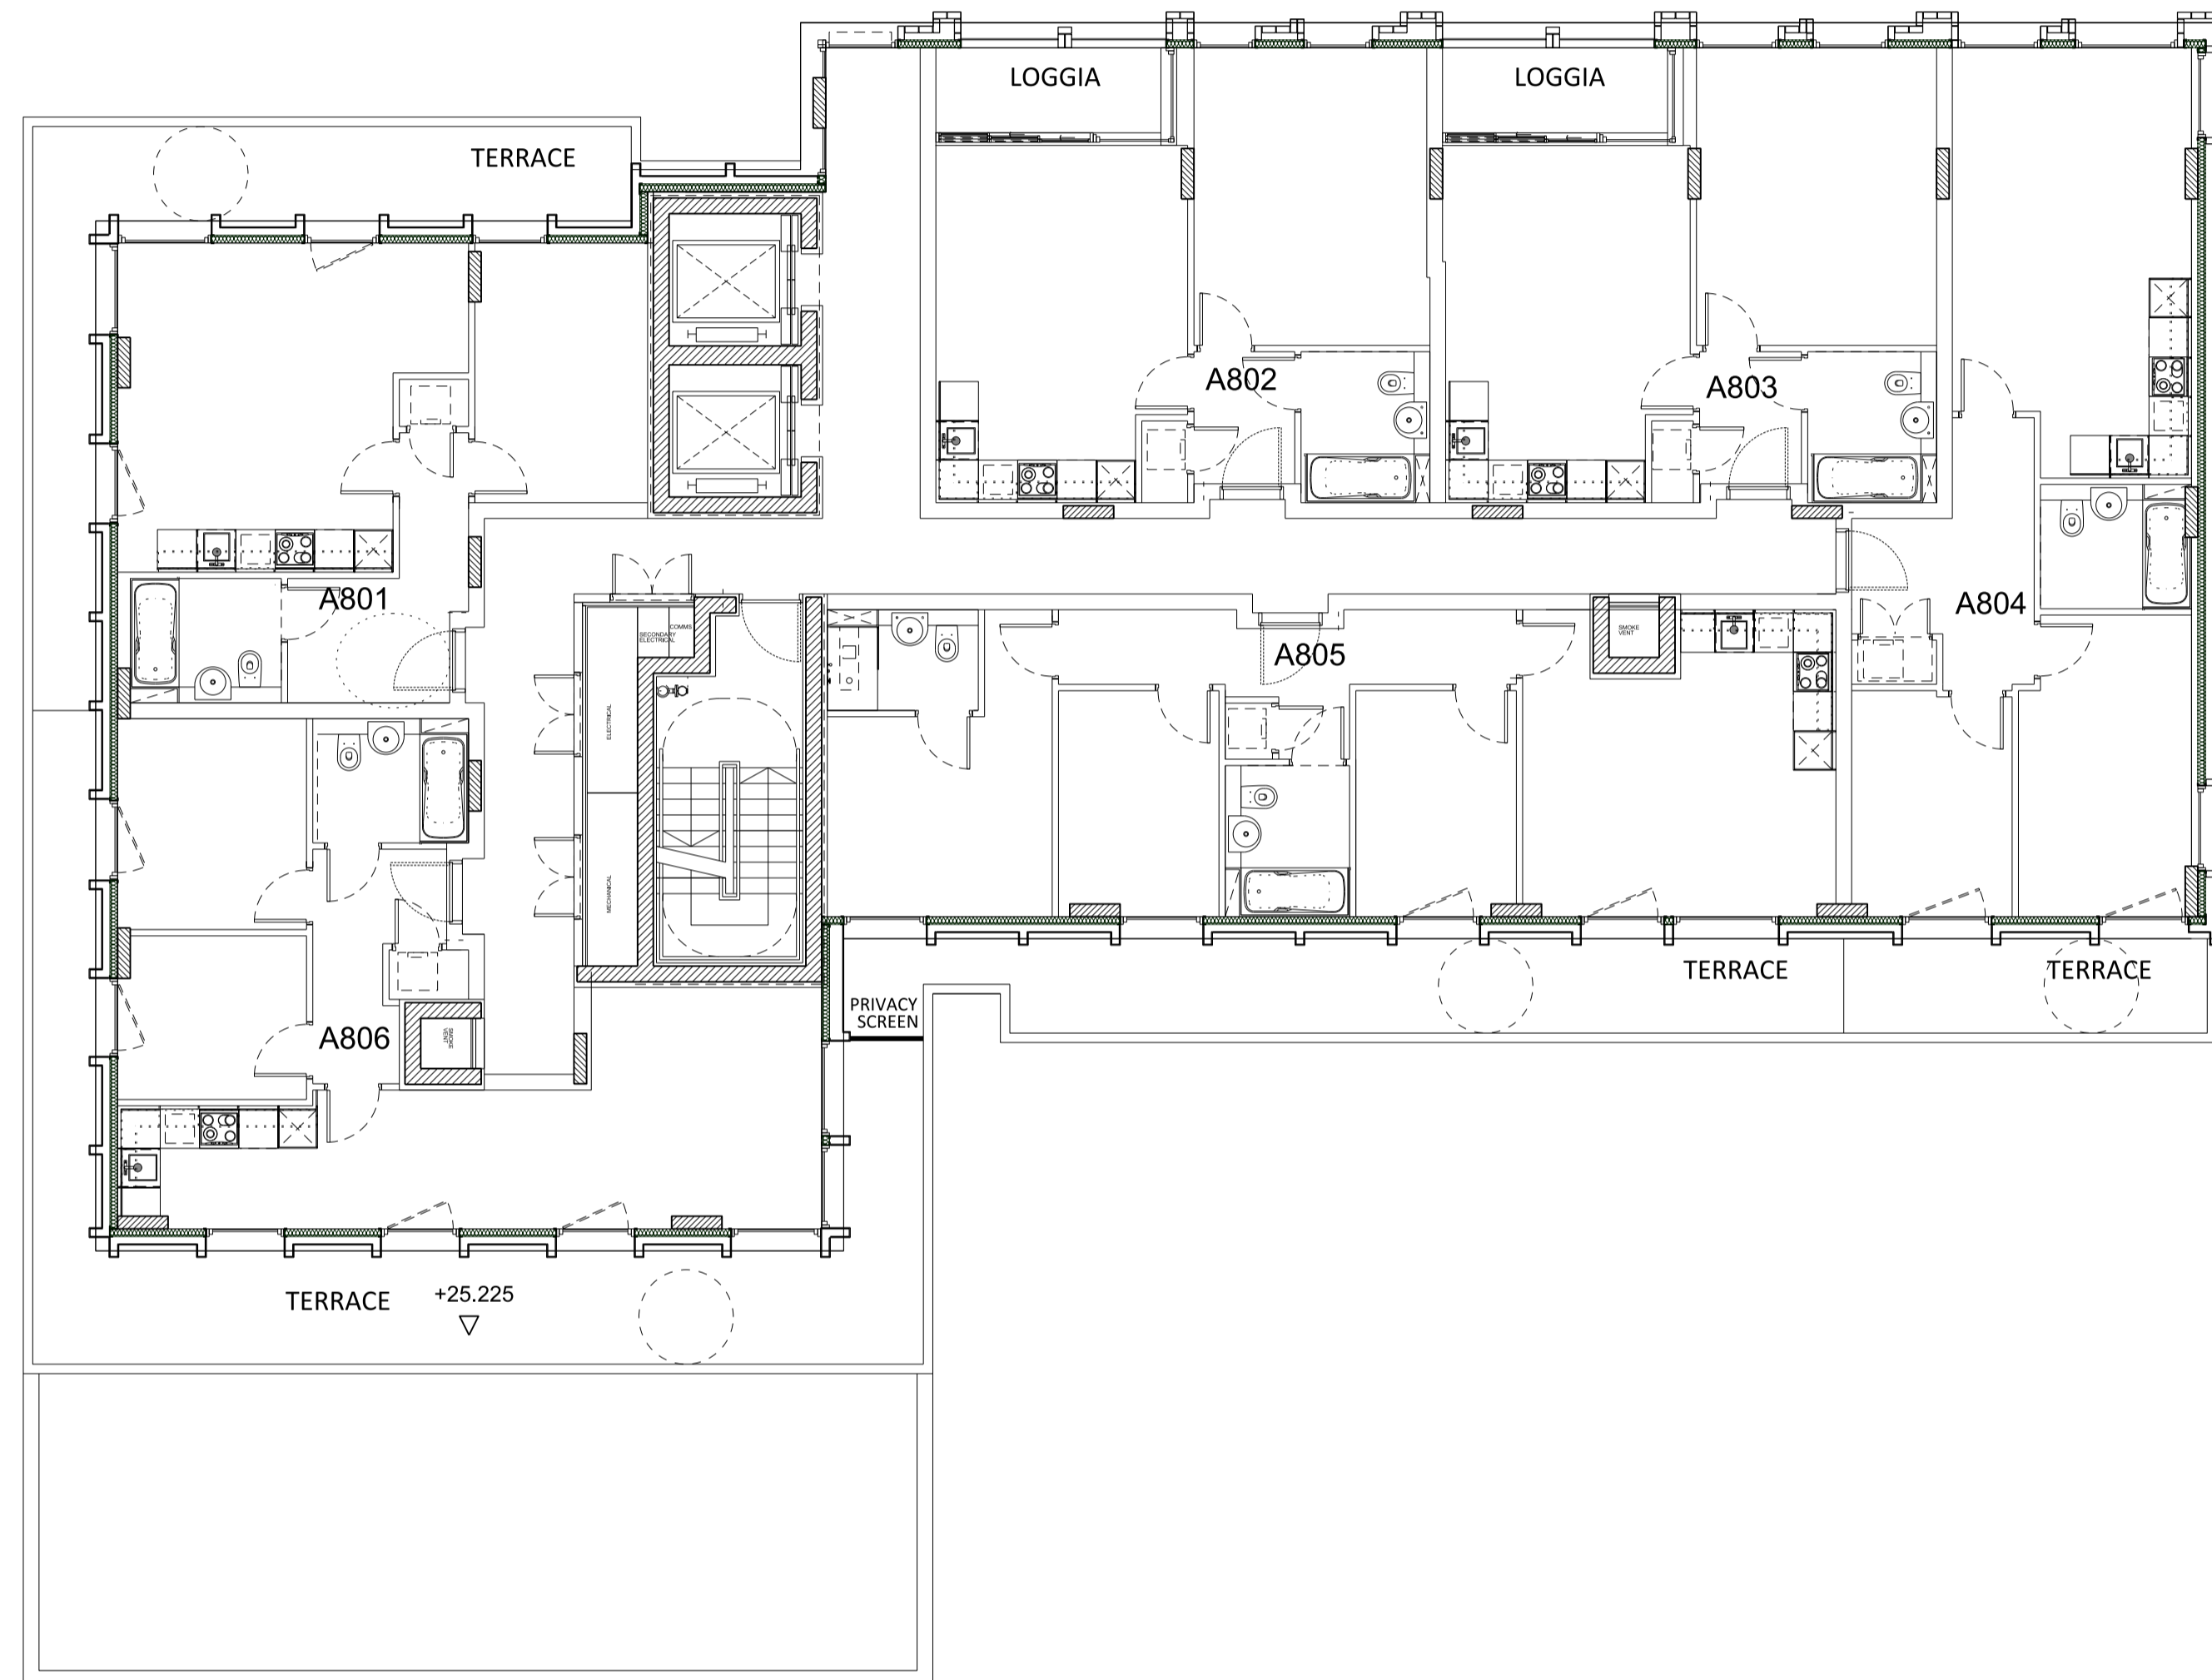 LOGGIA
LOGGIA
TERRACE
A802
A803
A801
A804
COMMS
SECONDARY
ELECTRICAL
SMOKE
VENT
A805
ELECTRICAL
MECHANICAL
TERRACE
TERRACE
PRIVACY
SCREEN
A806
SMOKE
VENT
TERRACE
+25.225